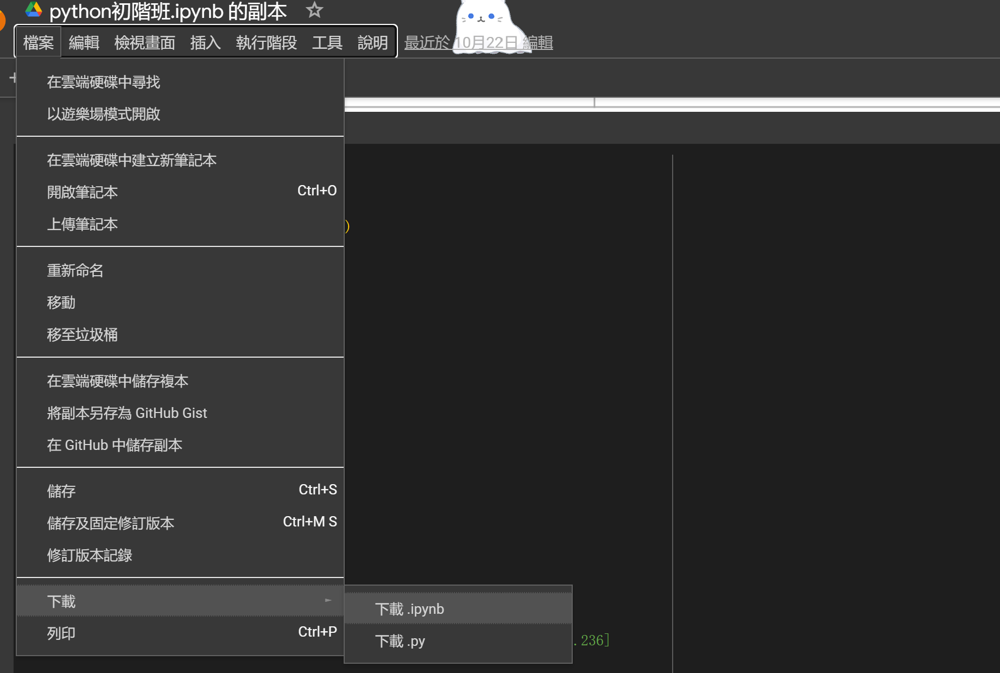 python初階班.ipynb 的副本
檔案 編輯 檢視畫面 插入 執行階段 工具 說明 最近於 10月22日 編輯
在雲端硬碟中尋找
以遊樂場模式開啟
在雲端硬碟中建立新筆記本
開啟筆記本 Ctrl+O
上傳筆記本
)
重新命名
移動
移至垃圾桶
在雲端硬碟中儲存複本
將副本另存為 GitHub Gist
在 GitHub 中儲存副本
儲存 Ctrl+S
儲存及固定修訂版本 Ctrl+M S
修訂版本記錄
下載 ►
下載 .ipynb
列印 Ctrl+P
下載 .py
.236]